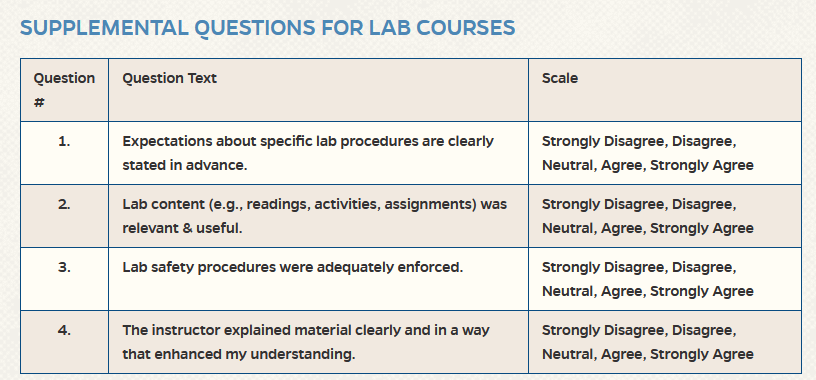 SUPPLEMENTAL QUESTIONS FOR LAB COURSES
Question
#
Question Text
Scale
1.
Expectations about specific lab procedures are clearly
stated in advance.
Strongly Disagree, Disagree,
Neutral, Agree, Strongly Agree
2.
Lab content (e.g., readings, activities, assignments) was
relevant & useful.
Strongly Disagree, Disagree,
Neutral, Agree, Strongly Agree
3.
Lab safety procedures were adequately enforced.
Strongly Disagree, Disagree,
Neutral, Agree, Strongly Agree
4.
The instructor explained material clearly and in a way
that enhanced my understanding.
Strongly Disagree, Disagree,
Neutral, Agree, Strongly Agree